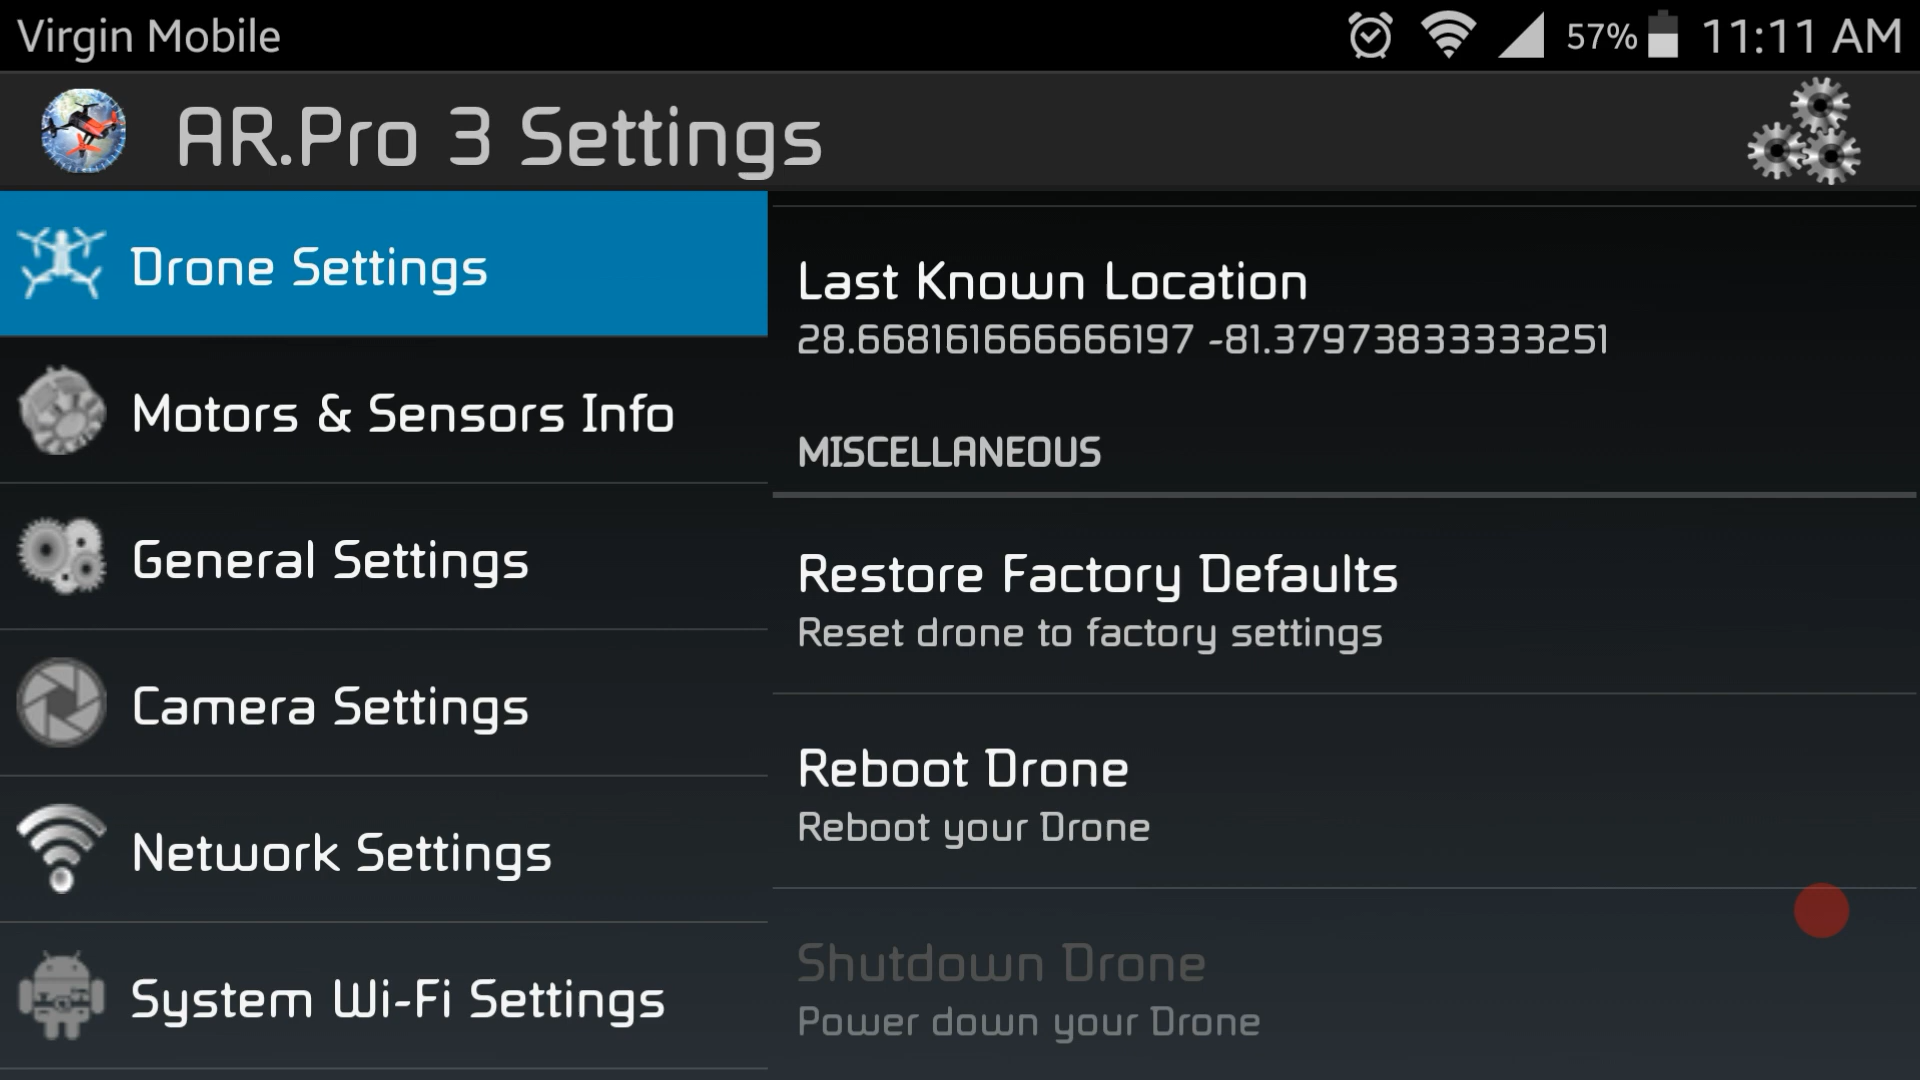 Virgin Mobile
57% 11:11 AM
AR.Pro 3 Settings
Drone Settings
Motors & Sensors Info
General Settings
Camera Settings
Network Settings
System Wi-Fi Settings
Last Known Location
28.668161666666197 -81.37973833333251
MISCELLANEOUS
Restore Factory Defaults
Reset drone to factory settings
Reboot Drone
Reboot your Drone
Shutdown Drone
Power down your Drone